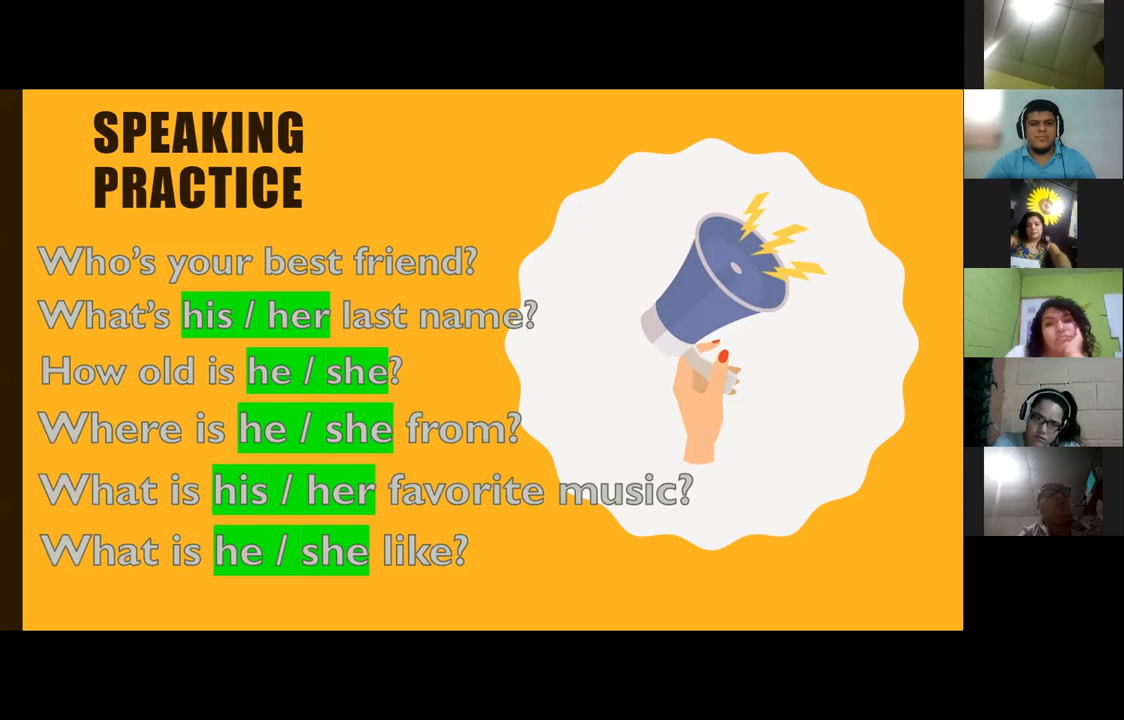 SPEAKING
PRACTICE
Who's your best friend?
What's his / her last name?
How old is he / she?
Where is he / she from?
What is his / her favorite music?
What is he / she like?